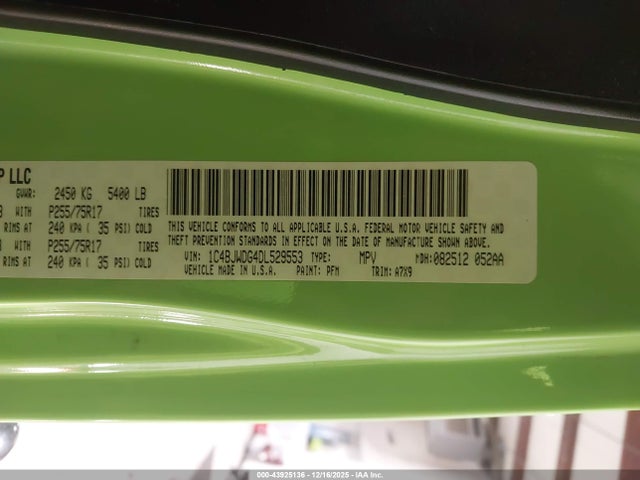 P LLC
GVWR: 2450 KG 5400 LB
WITH P255/75R17 TIRES
RIMS AT 240 KPA ( 35 PSI) COLD
WITH P255/75R17 TIRES
RIMS AT 240 KPA ( 35 PSI) COLD
THIS VEHICLE CONFORMS TO ALL APPLICABLE U.S.A. FEDERAL MOTOR VEHICLE SAFETY AND
THEFT PREVENTION STANDARDS IN EFFECT ON THE DATE OF MANUFACTURE SHOWN ABOVE.
VIN: 1C4BJWDG4DL529553 TYPE: MPV MDH: 082512 052AA
VEHICLE MADE IN U.S.A. PAINT: PFM TRIM: A7X9
000-43925136 - 12/16/2025 - IAA Inc.